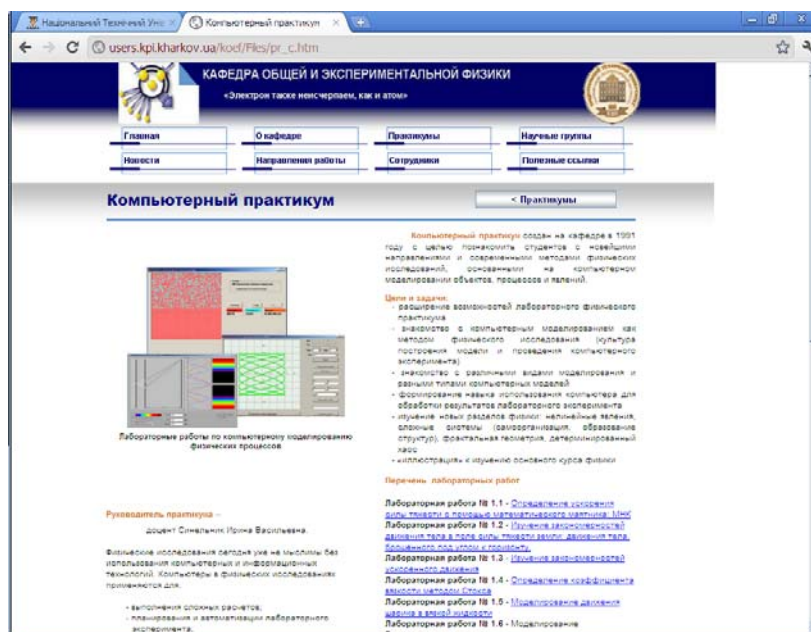 Национальний Технічний Уні
Компьютерный практикум
users.kpi.kharkov.ua/koef/Files/pr_c.htm
КАФЕДРА ОБЩЕЙ И ЭКСПЕРИМЕНТАЛЬНОЙ ФИЗИКИ
«Электрон также неисчерпаем, как и атом»
Главная
О кафедре
Практикумы
Научные группы
Новости
Направления работы
Сотрудники
Полезные ссылки
Компьютерный практикум
< Практикумы
Лабораторные работы по компьютерному моделированию
физических процессов
Руководитель практикума –
доцент Синельник Ирина Васильевна.
Физические исследования сегодня уже не мыслимы без
использования компьютерных и информационных
технологий. Компьютеры в физических исследованиях
применяются для:
- выполнения сложных расчетов;
- планирования и автоматизации лабораторного
эксперимента;
Компьютерный практикум создан на кафедре в 1991
году с целью познакомить студентов с новейшими
направлениями и современными методами физических
исследований, основанными на компьютерном
моделировании объектов, процессов и явлений.
Цели и задачи:
- расширение возможностей лабораторного физического
практикума
- знакомство с компьютерным моделированием как
методом физического исследования (культура
построения модели и проведения компьютерного
эксперимента)
- знакомство с различными видами моделирования и
разными типами компьютерных моделей
- формирование навыка использования компьютера для
обработки результатов лабораторного эксперимента
- изучение новых разделов физики: нелинейные явления,
сложные системы (самоорганизация, образование
структур), фрактальная геометрия, детерминированный
хаос
- «иллюстрация» к изучению основного курса физики
Перечень лабораторных работ
Лабораторная работа № 1.1 - Определение ускорения
силы тяжести с помощью математического маятника; МНК
Лабораторная работа № 1.2 - Изучение закономерностей
движения тела в поле силы тяжести земли: движения тела,
брошенного под углом к горизонту.
Лабораторная работа № 1.3 - Изучение закономерностей
ускоренного движения
Лабораторная работа № 1.4 - Определение коэффициента
вязкости методом Стокса
Лабораторная работа № 1.5 - Моделирование движения
шарика в вязкой жидкости
Лабораторная работа № 1.6 - Моделирование